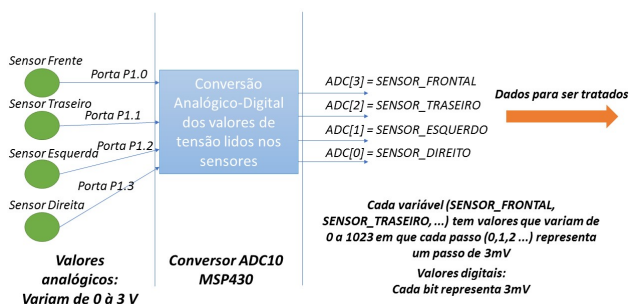 Sensor Frente
Porta P1.0
Sensor Traseiro
Porta P1.1
Sensor Esquerda
Porta P1.2
Sensor Direita
Porta P1.3
Valores
analógicos:
Variam de 0 à 3 V
Conversão
Analógico-Digital
dos valores de
tensão lidos nos
sensores
Conversor ADC10
MSP430
ADC[3] = SENSOR_FRONTAL
ADC[2] = SENSOR_TRASEIRO
ADC[1] = SENSOR_ESQUERDO
ADC[0] = SENSOR_DIREITO
Dados para ser tratados
Cada variável (SENSOR_FRONTAL,
SENSOR_TRASEIRO, ...) tem valores que variam de
0 a 1023 em que cada passo (0,1,2 ...) representa
um passo de 3mV
Valores digitais:
Cada bit representa 3mV